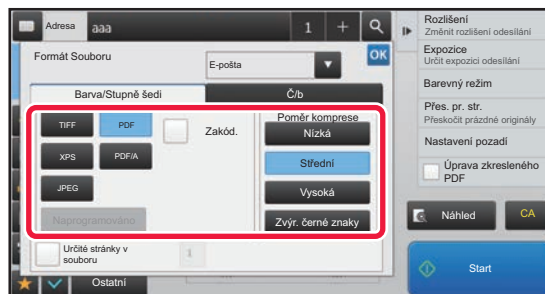 Adresa
aaa
1
Formát Souboru
E-pošta
OK
Barva/Stupně šedi
Č/b
TIFF
PDF
Zakód.
XPS
PDF/A
JPEG
Naprogramováno
Poměr komprese
Nízká
Střední
Vysoká
Zvýr. černé znaky
Určité stránky v
souboru
1
Ostatní
Rozlišení
Změnit rozlišení odesílání
Expozice
Určit expozici odesílání
Barevný režim
Přes. pr. str.
Přeskočit prázdné originály
Nastavení pozadí
Úprava zkresleného
PDF
Náhled
CA
Start